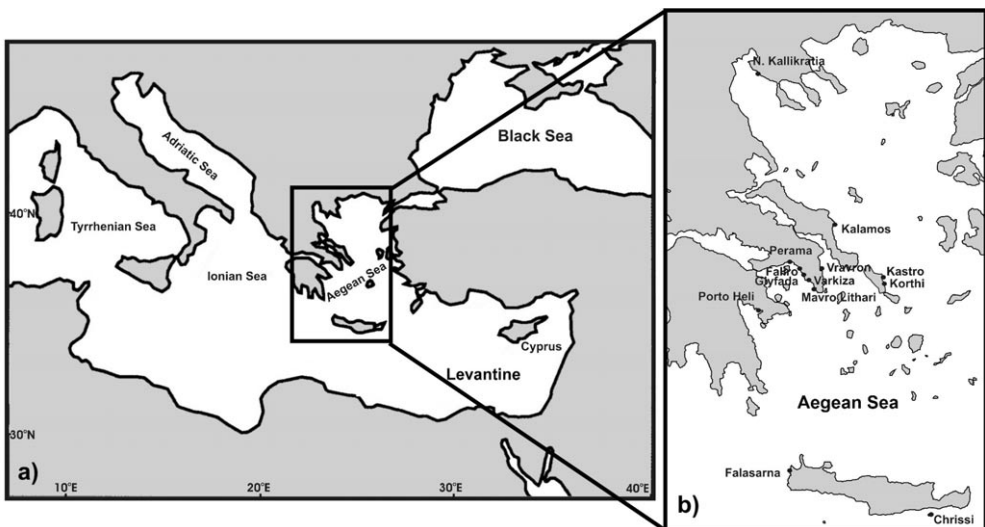 Black Sea
Adriatic Sea
40°N
Tyrrhenian Sea
Ionian Sea
Aegean Sea
Cyprus
Levantine
30°N
a)
10°E
20°E
30°E
40°E
N. Kallikratia
Kalamos
Perama
Vravron
Faliro
Kastro
Glyfada
Varkiza
Korthi
Porto Heli
Mavro Lithari
Aegean Sea
Falasarna
b)
Chrissi